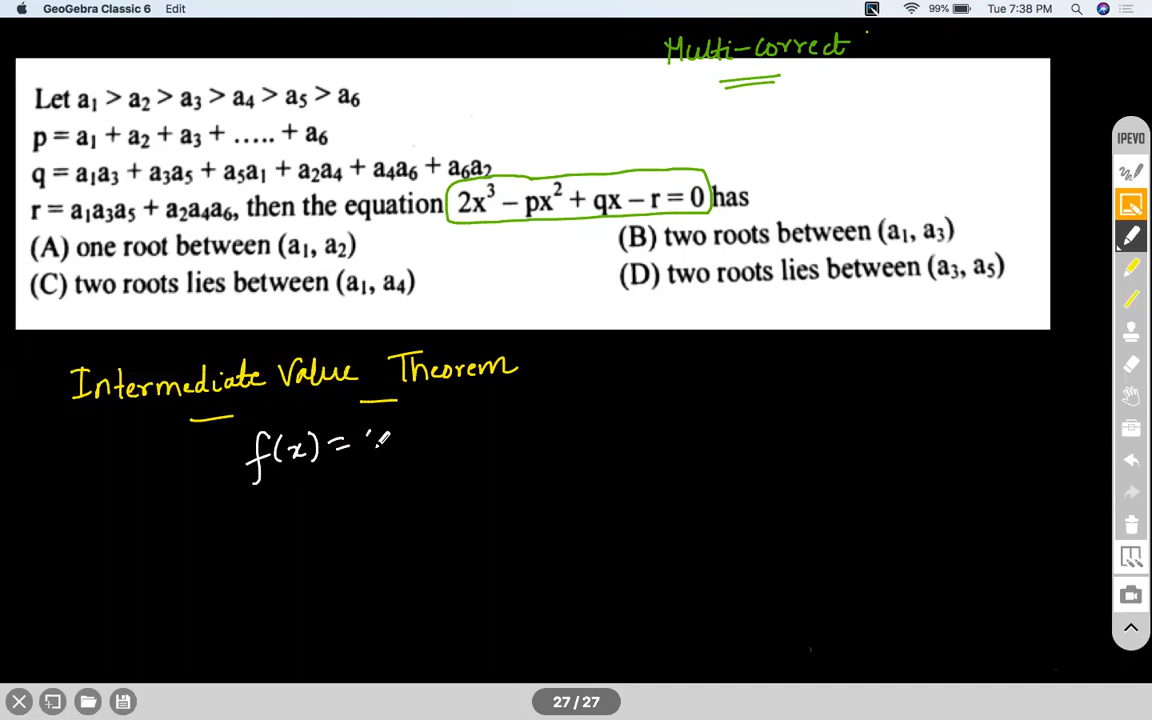 GeoGebra Classic 6 Edit 99% Tue 7:38 PM
Multi-correct
Let a₁ > a₂ > a₃ > a₄ > a₅ > a₆
p = a₁ + a₂ + a₃ + ..... + a₆
q = a₁a₃ + a₃a₅ + a₅a₁ + a₂a₄ + a₄a₆ + a₆a₂
r = a₁a₃a₅ + a₂a₄a₆, then the equation 2x³ – px² + qx – r = 0 has
(A) one root between (a₁, a₂) (B) two roots between (a₁, a₃)
(C) two roots lies between (a₁, a₄) (D) two roots lies between (a₃, a₅)
Intermediate Value Theorem
f(x) =
IPEVO
27 / 27